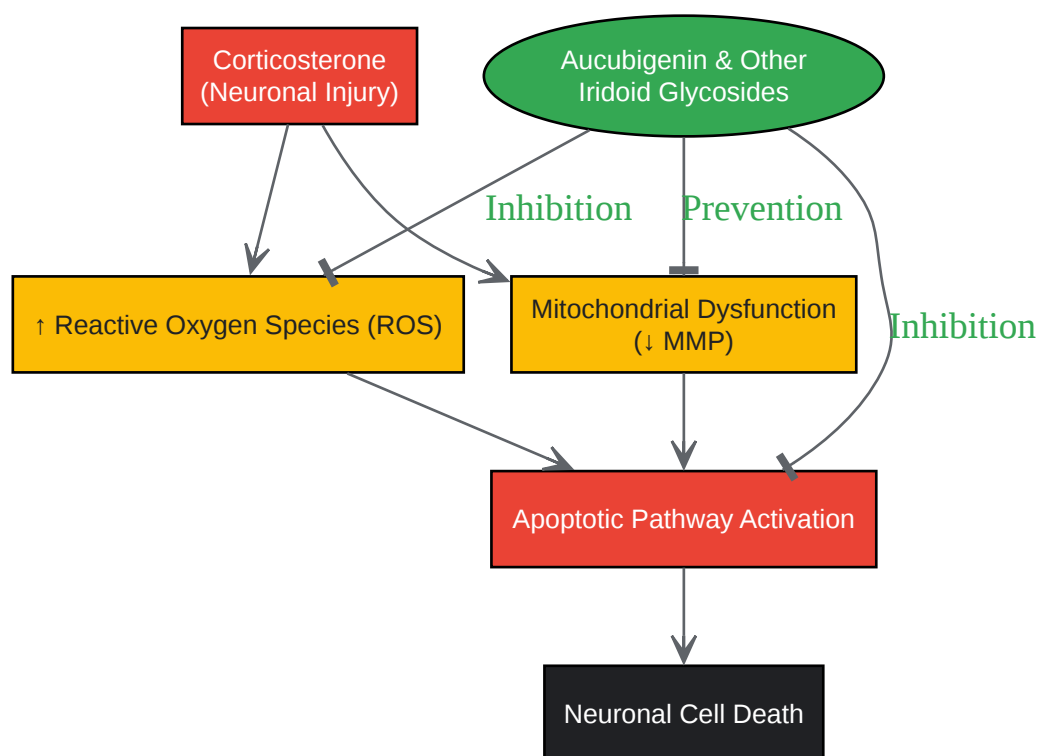 Corticosterone
(Neuronal Injury)
Aucubigenin & Other
Iridoid Glycosides
Inhibition
Prevention
↑ Reactive Oxygen Species (ROS)
Mitochondrial Dysfunction
(↓ MMP)
Inhibition
Apoptotic Pathway Activation
Neuronal Cell Death